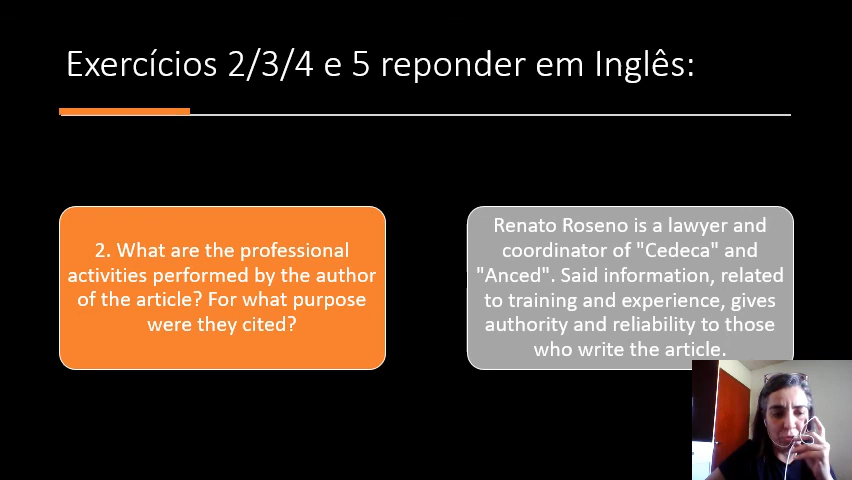 Exercícios 2/3/4 e 5 reponder em Inglês:
2. What are the professional
activities performed by the author
of the article? For what purpose
were they cited?
Renato Roseno is a lawyer and
coordinator of "Cedeca" and
"Anced". Said information, related
to training and experience, gives
authority and reliability to those
who write the article.